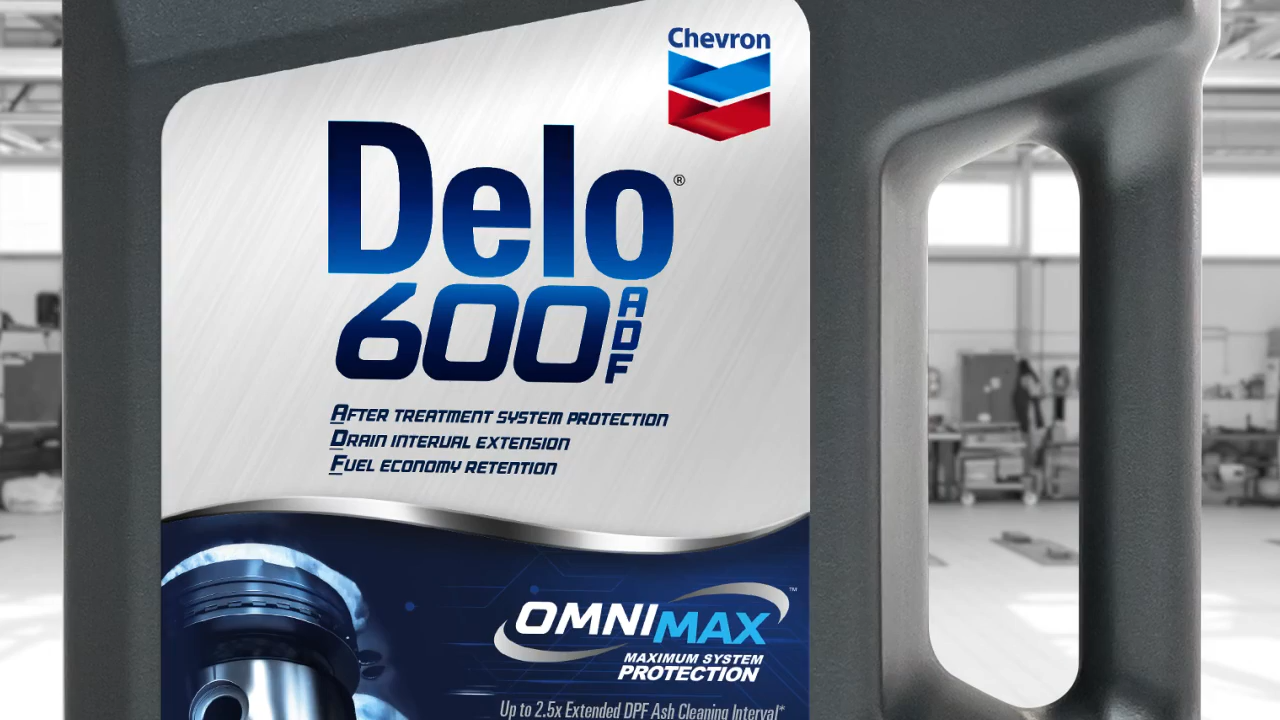 Chevron
Delo®
600 ADF
AFTER TREATMENT SYSTEM PROTECTION
DRAIN INTERVAL EXTENSION
FUEL ECONOMY RETENTION
OMNIMAX™
MAXIMUM SYSTEM
PROTECTION
Up to 2.5x Extended DPF Ash Cleaning Interval*